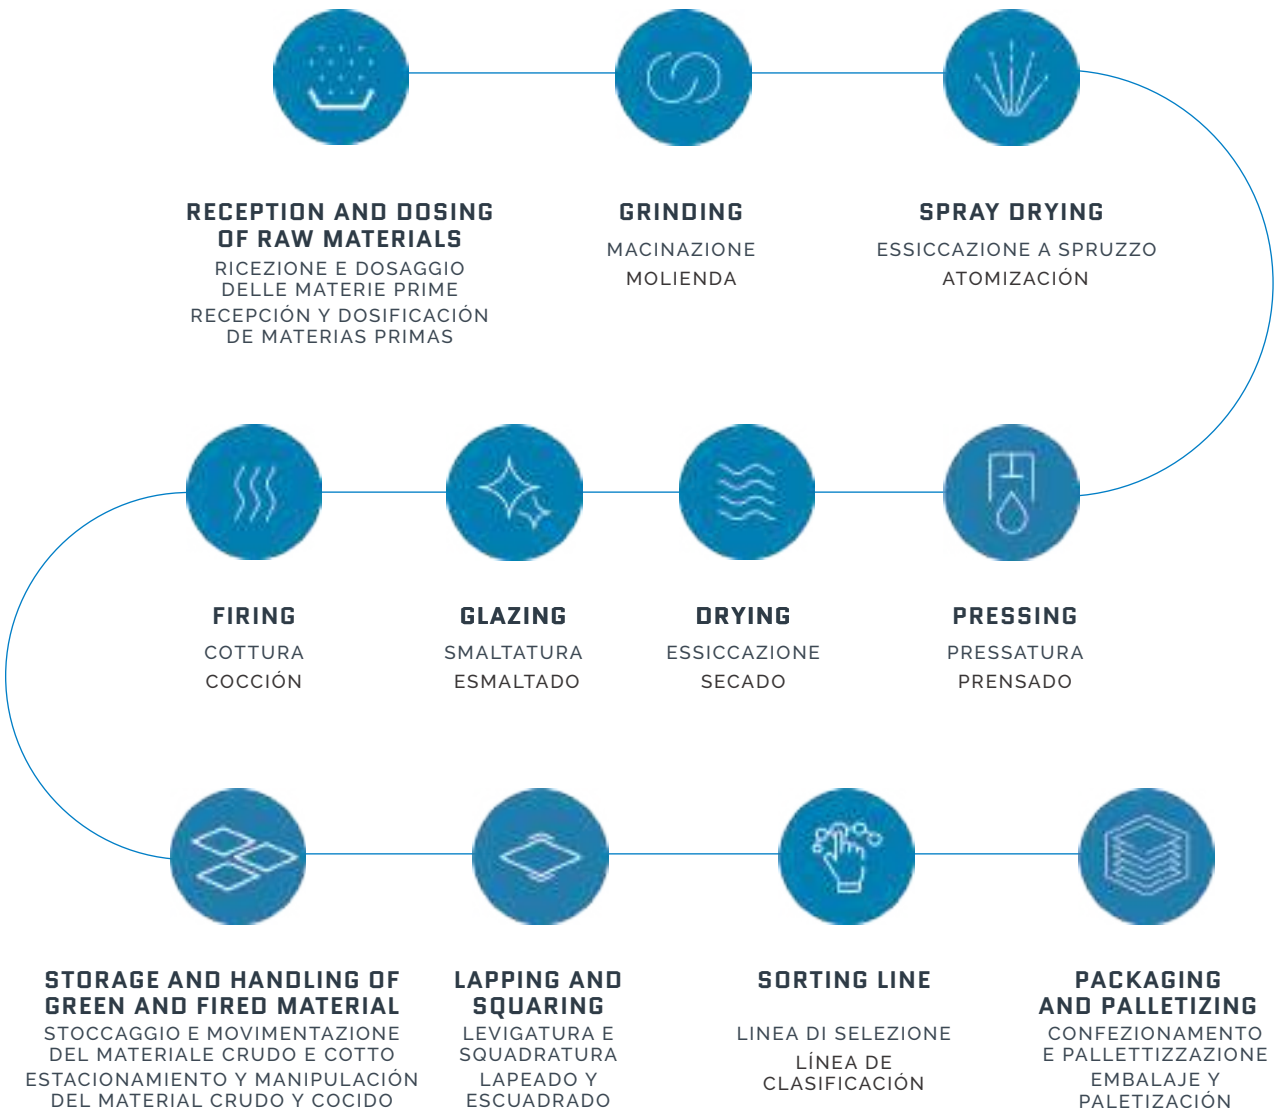 RECEPTION AND DOSING
OF RAW MATERIALS
RICEZIONE E DOSAGGIO
DELLE MATERIE PRIME
RECEPCIÓN Y DOSIFICACIÓN
DE MATERIAS PRIMAS
GRINDING
MACINAZIONE
MOLIENDA
SPRAY DRYING
ESSICCAZIONE A SPRUZZO
ATOMIZACIÓN
FIRING
COTTURA
COCCIÓN
GLAZING
SMALTATURA
ESMALTADO
DRYING
ESSICCAZIONE
SECADO
PRESSING
PRESSATURA
PRENSADO
STORAGE AND HANDLING OF
GREEN AND FIRED MATERIAL
STOCCAGGIO E MOVIMENTAZIONE
DEL MATERIALE CRUDO E COTTO
ESTACIONAMIENTO Y MANIPULACIÓN
DEL MATERIAL CRUDO Y COCIDO
LAPPING AND
SQUARING
LEVIGATURA E
SQUADRATURA
LAPEADO Y
ESCUADRADO
SORTING LINE
LINEA DI SELEZIONE
LÍNEA DE
CLASIFICACIÓN
PACKAGING
AND PALLETIZING
CONFEZIONAMENTO
E PALLETTIZZAZIONE
EMBALAJE Y
PALETIZACIÓN